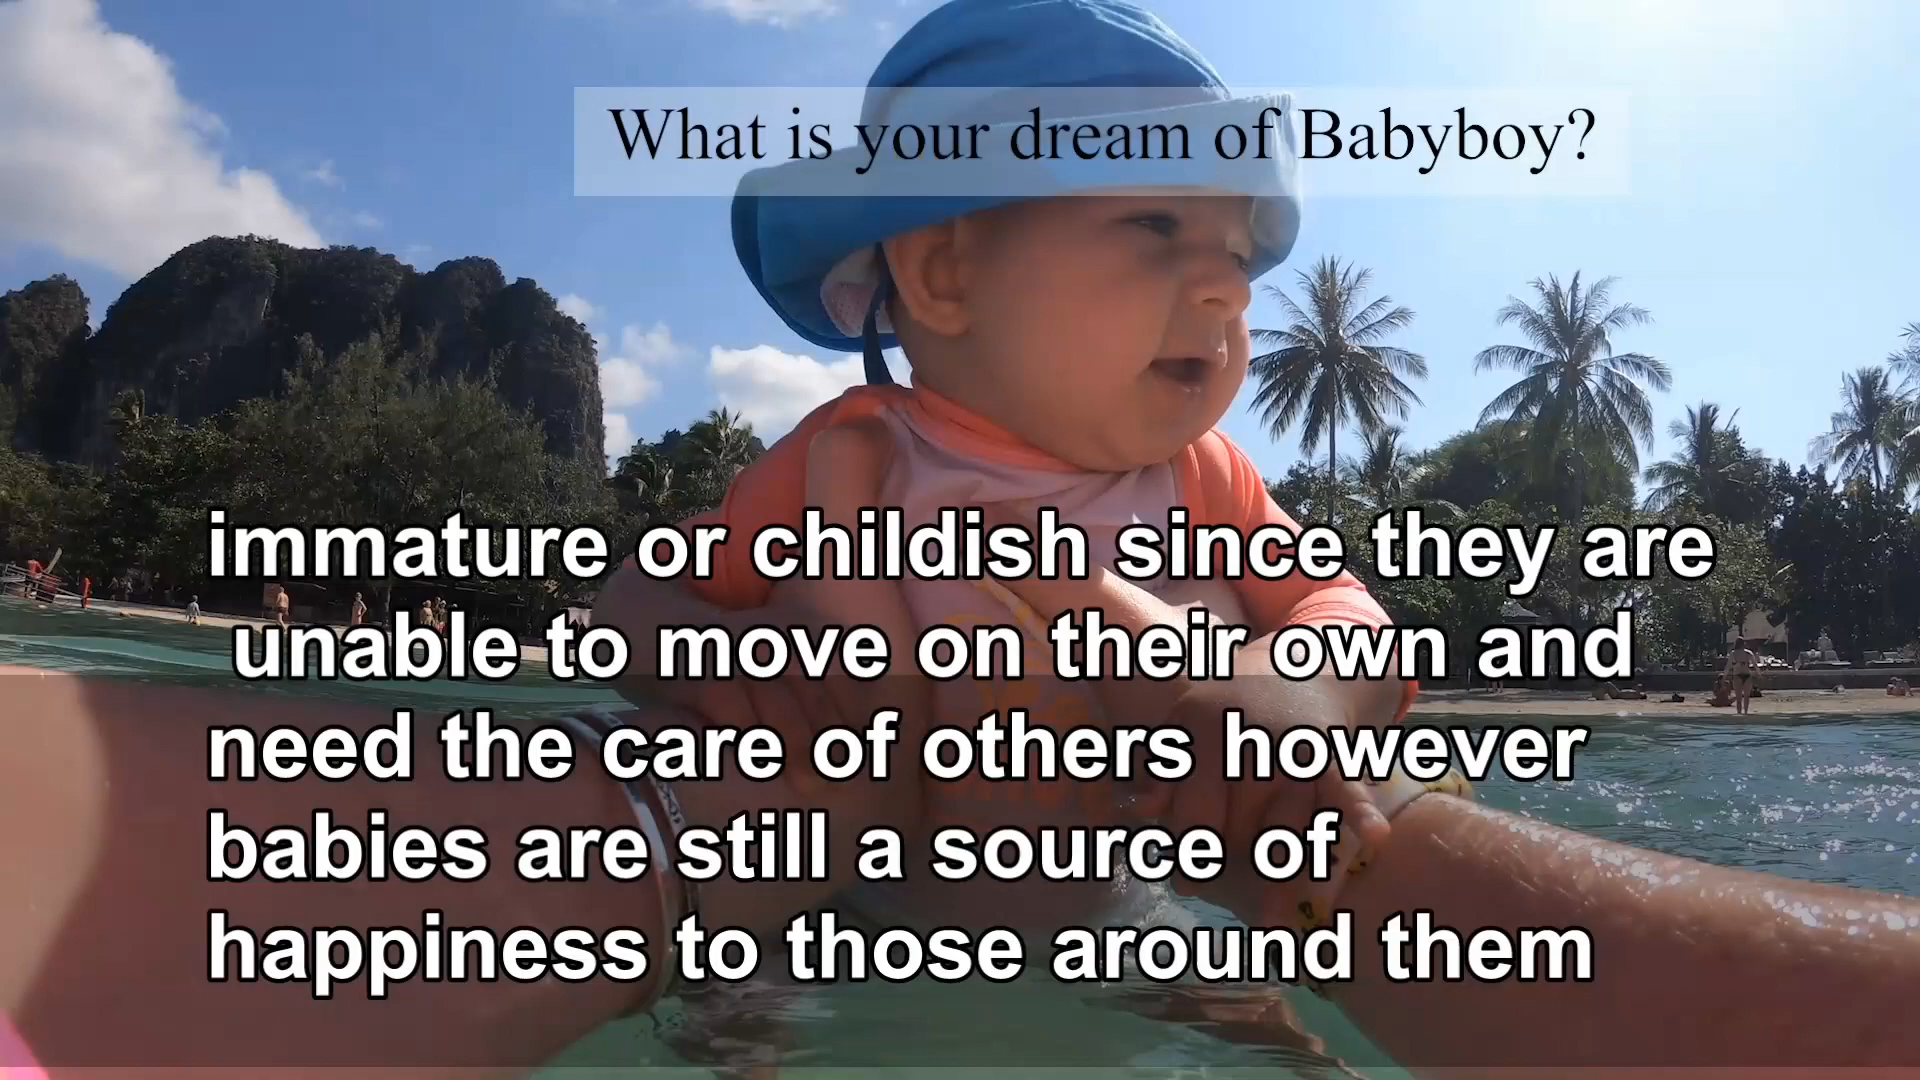 What is your dream of Babyboy?
immature or childish since they are
unable to move on their own and
need the care of others however
babies are still a source of
happiness to those around them